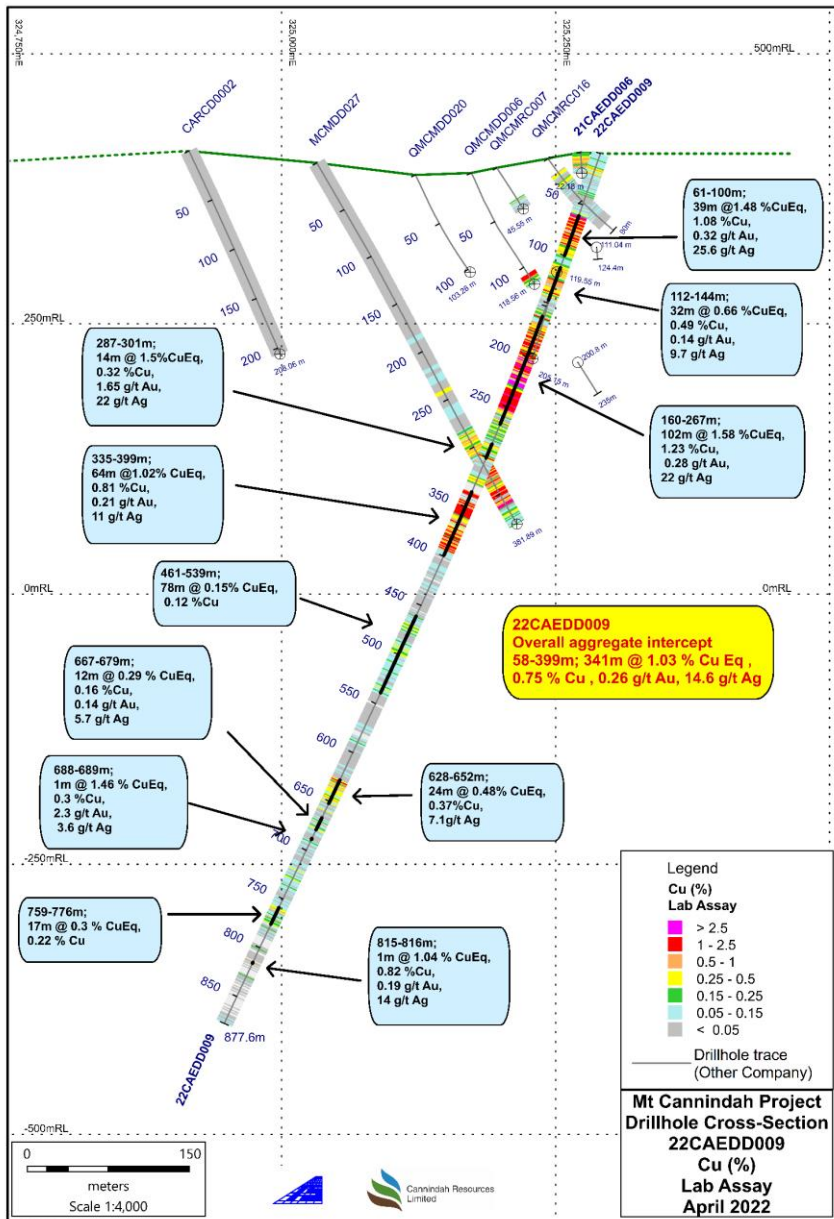 324,750mE
325,000mE
325,250mE
500mRL
CARCD0002
MCMDD027
QMCMDD020
QMCMDD006
QMCMRC007
QMCMRC016
21CAEDD006
22CAEDD009
50
100
150
200
208.06 m
50
100
150
200
250
381.89 m
50
100
103.28 m
50
100
118.56 m
45.55 m
22.18 m
50
80m
111.04 m
124.4m
100
119.55 m
200
205.15 m
200.8 m
235m
250
350
400
450
500
550
600
650
700
750
800
850
877.6m
22CAEDD009
250mRL
0mRL
0mRL
-250mRL
-500mRL
61-100m;
39m @1.48 %CuEq,
1.08 %Cu,
0.32 g/t Au,
25.6 g/t Ag
112-144m;
32m @ 0.66 %CuEq,
0.49 %Cu,
0.14 g/t Au,
9.7 g/t Ag
160-267m;
102m @ 1.58 %CuEq,
1.23 %Cu,
0.28 g/t Au,
22 g/t Ag
287-301m;
14m @ 1.5%CuEq,
0.32 %Cu,
1.65 g/t Au,
22 g/t Ag
335-399m;
64m @1.02% CuEq,
0.81 %Cu,
0.21 g/t Au,
11 g/t Ag
461-539m;
78m @ 0.15% CuEq,
0.12 %Cu
22CAEDD009
Overall aggregate intercept
58-399m; 341m @ 1.03 % Cu Eq ,
0.75 % Cu , 0.26 g/t Au, 14.6 g/t Ag
667-679m;
12m @ 0.29 % CuEq,
0.16 %Cu,
0.14 g/t Au,
5.7 g/t Ag
688-689m;
1m @ 1.46 % CuEq,
0.3 %Cu,
2.3 g/t Au,
3.6 g/t Ag
628-652m;
24m @ 0.48% CuEq,
0.37%Cu,
7.1g/t Ag
759-776m;
17m @ 0.3 % CuEq,
0.22 % Cu
815-816m;
1m @ 1.04 % CuEq,
0.82 %Cu,
0.19 g/t Au,
14 g/t Ag
Legend
Cu (%)
Lab Assay
> 2.5
1 - 2.5
0.5 - 1
0.25 - 0.5
0.15 - 0.25
0.05 - 0.15
< 0.05
Drillhole trace
(Other Company)
Mt Cannindah Project
Drillhole Cross-Section
22CAEDD009
Cu (%)
Lab Assay
April 2022
0 150
meters
Scale 1:4,000
Cannindah Resources
Limited